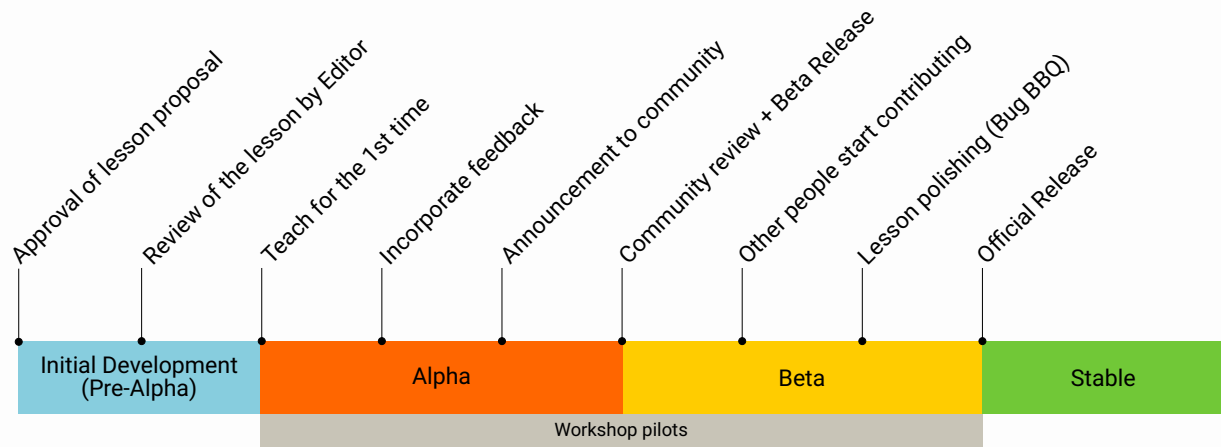 Approval of lesson proposal
Review of the lesson by Editor
Teach for the 1st time
Incorporate feedback
Announcement to community
Community review + Beta Release
Other people start contributing
Lesson polishing (Bug BBQ)
Official Release
Initial Development
(Pre-Alpha)
Alpha
Beta
Stable
Workshop pilots